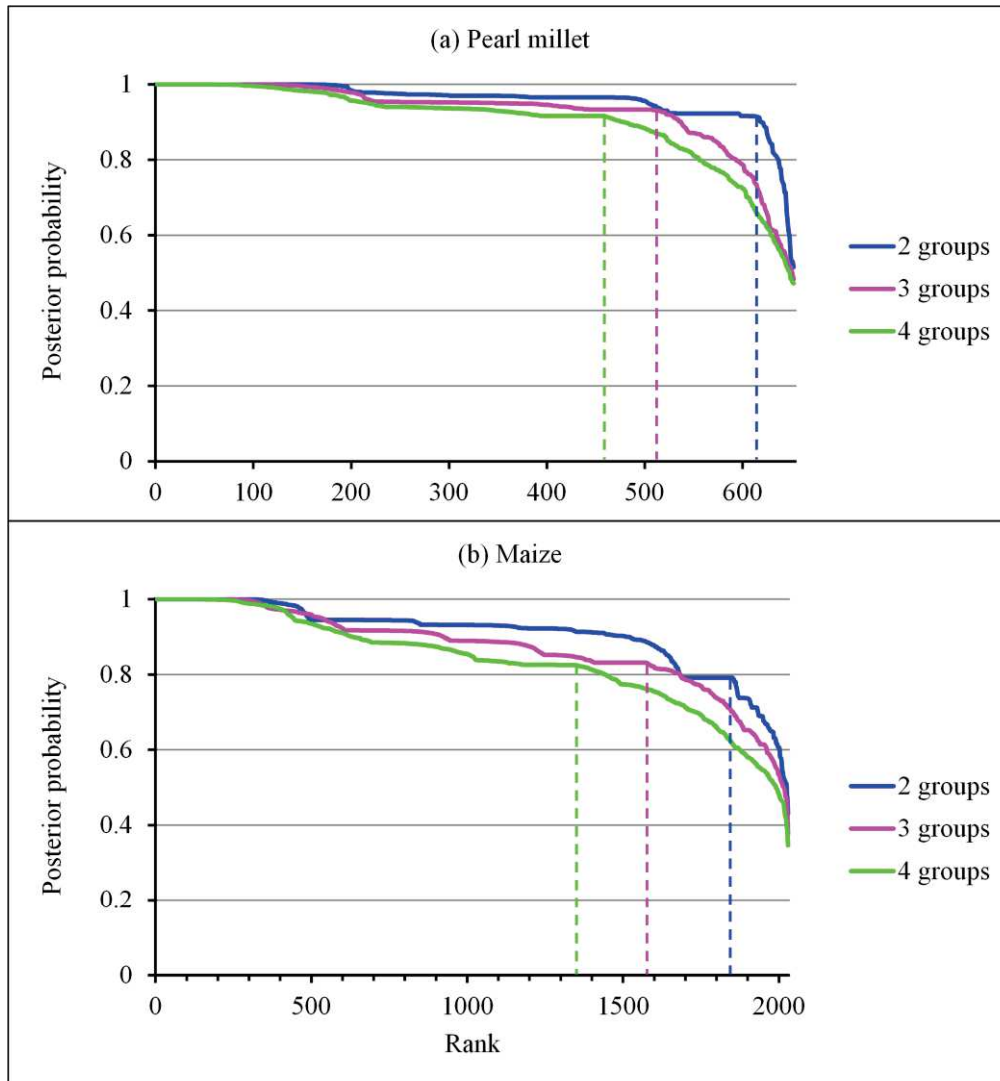 (a) Pearl millet
Posterior probability
1
0.8
0.6
0.4
0.2
0
0 100 200 300 400 500 600
2 groups
3 groups
4 groups
(b) Maize
Posterior probability
1
0.8
0.6
0.4
0.2
0
0 500 1000 1500 2000
Rank
2 groups
3 groups
4 groups